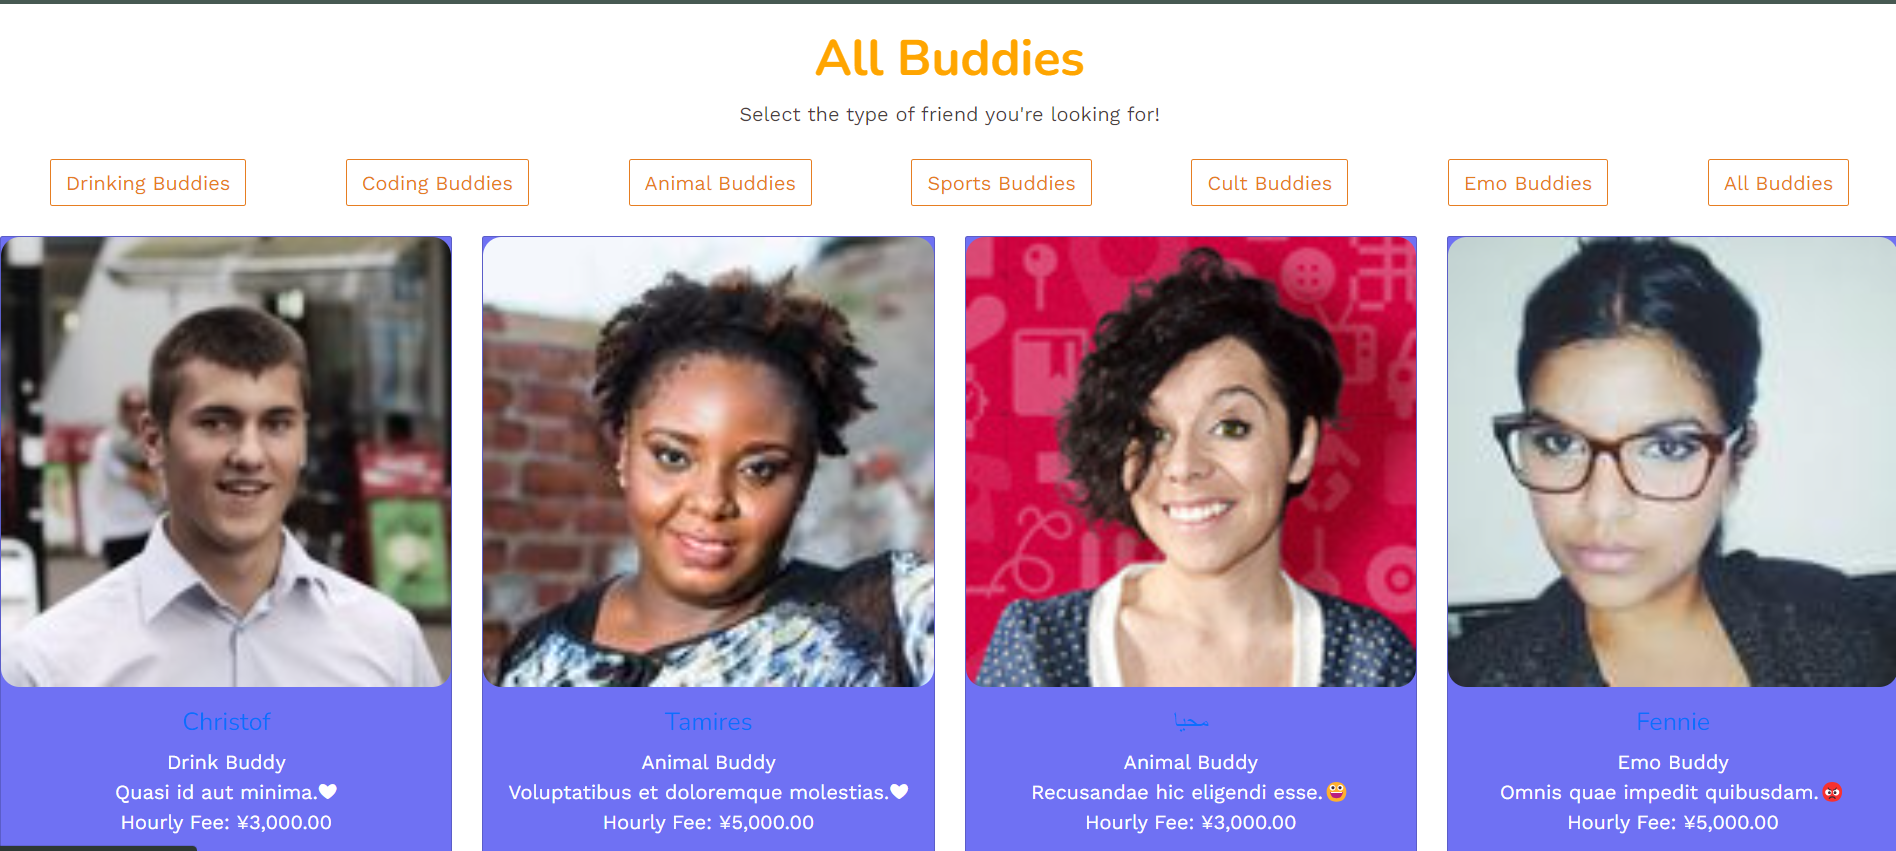 All Buddies
Select the type of friend you're looking for!
Drinking Buddies
Coding Buddies
Animal Buddies
Sports Buddies
Cult Buddies
Emo Buddies
All Buddies
Christof
Drink Buddy
Quasi id aut minima.🤍
Hourly Fee: ¥3,000.00
Tamires
Animal Buddy
Voluptatibus et doloremque molestias.🤍
Hourly Fee: ¥5,000.00
محیا
Animal Buddy
Recusandae hic eligendi esse.😀
Hourly Fee: ¥3,000.00
Fennie
Emo Buddy
Omnis quae impedit quibusdam.😡
Hourly Fee: ¥5,000.00